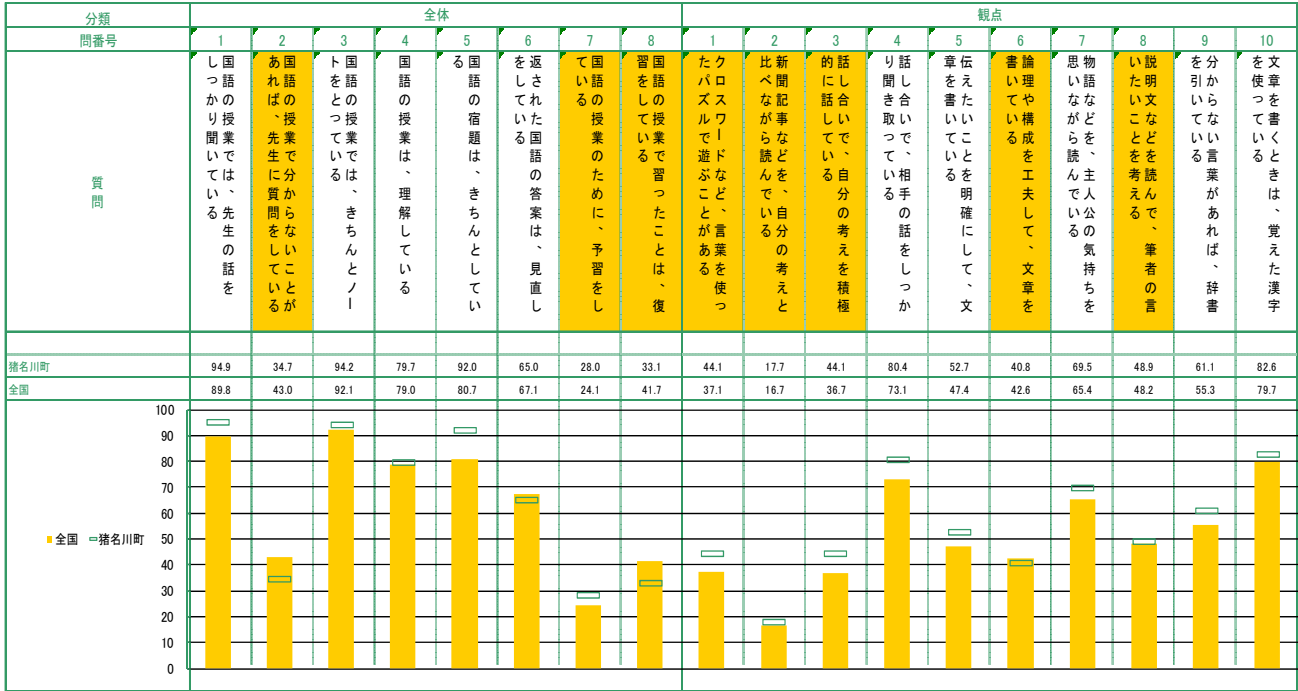 分類 全体 観点
問番号 1 2 3 4 5 6 7 8 1 2 3 4 5 6 7 8 9 10
質問
国語の授業では、先生の話を
しっかり聞いている
国語の授業で分からないことが
あれば、先生に質問をしている
国語の授業では、きちんとノー
トをとっている
国語の授業は、理解している
国語の宿題は、きちんとしてい
る
返された国語の答案は、見直し
をしている
国語の授業のために、予習をし
ている
国語の授業で習ったことは、復
習をしている
クロスワードなど、言葉を使っ
たパズルで遊ぶことがある
新聞記事などを、自分の考えと
比べながら読んでいる
話し合いで、自分の考えを積極
的に話している
話し合いで、相手の話をしっか
り聞き取っている
伝えたいことを明確にして、文
章を書いている
論理や構成を工夫して、文章を
書いている
物語などを、主人公の気持ちを
思いながら読んでいる
説明文などを読んで、筆者の言
いたいことを考える
分からない言葉があれば、辞書
を引いている
文章を書くときは、覚えた漢字
を使っている
猪名川町 94.9 34.7 94.2 79.7 92.0 65.0 28.0 33.1 44.1 17.7 44.1 80.4 52.7 40.8 69.5 48.9 61.1 82.6
全国 89.8 43.0 92.1 79.0 80.7 67.1 24.1 41.7 37.1 16.7 36.7 73.1 47.4 42.6 65.4 48.2 55.3 79.7
100
90
80
70
60
50
40
30
20
10
0
全国 猪名川町